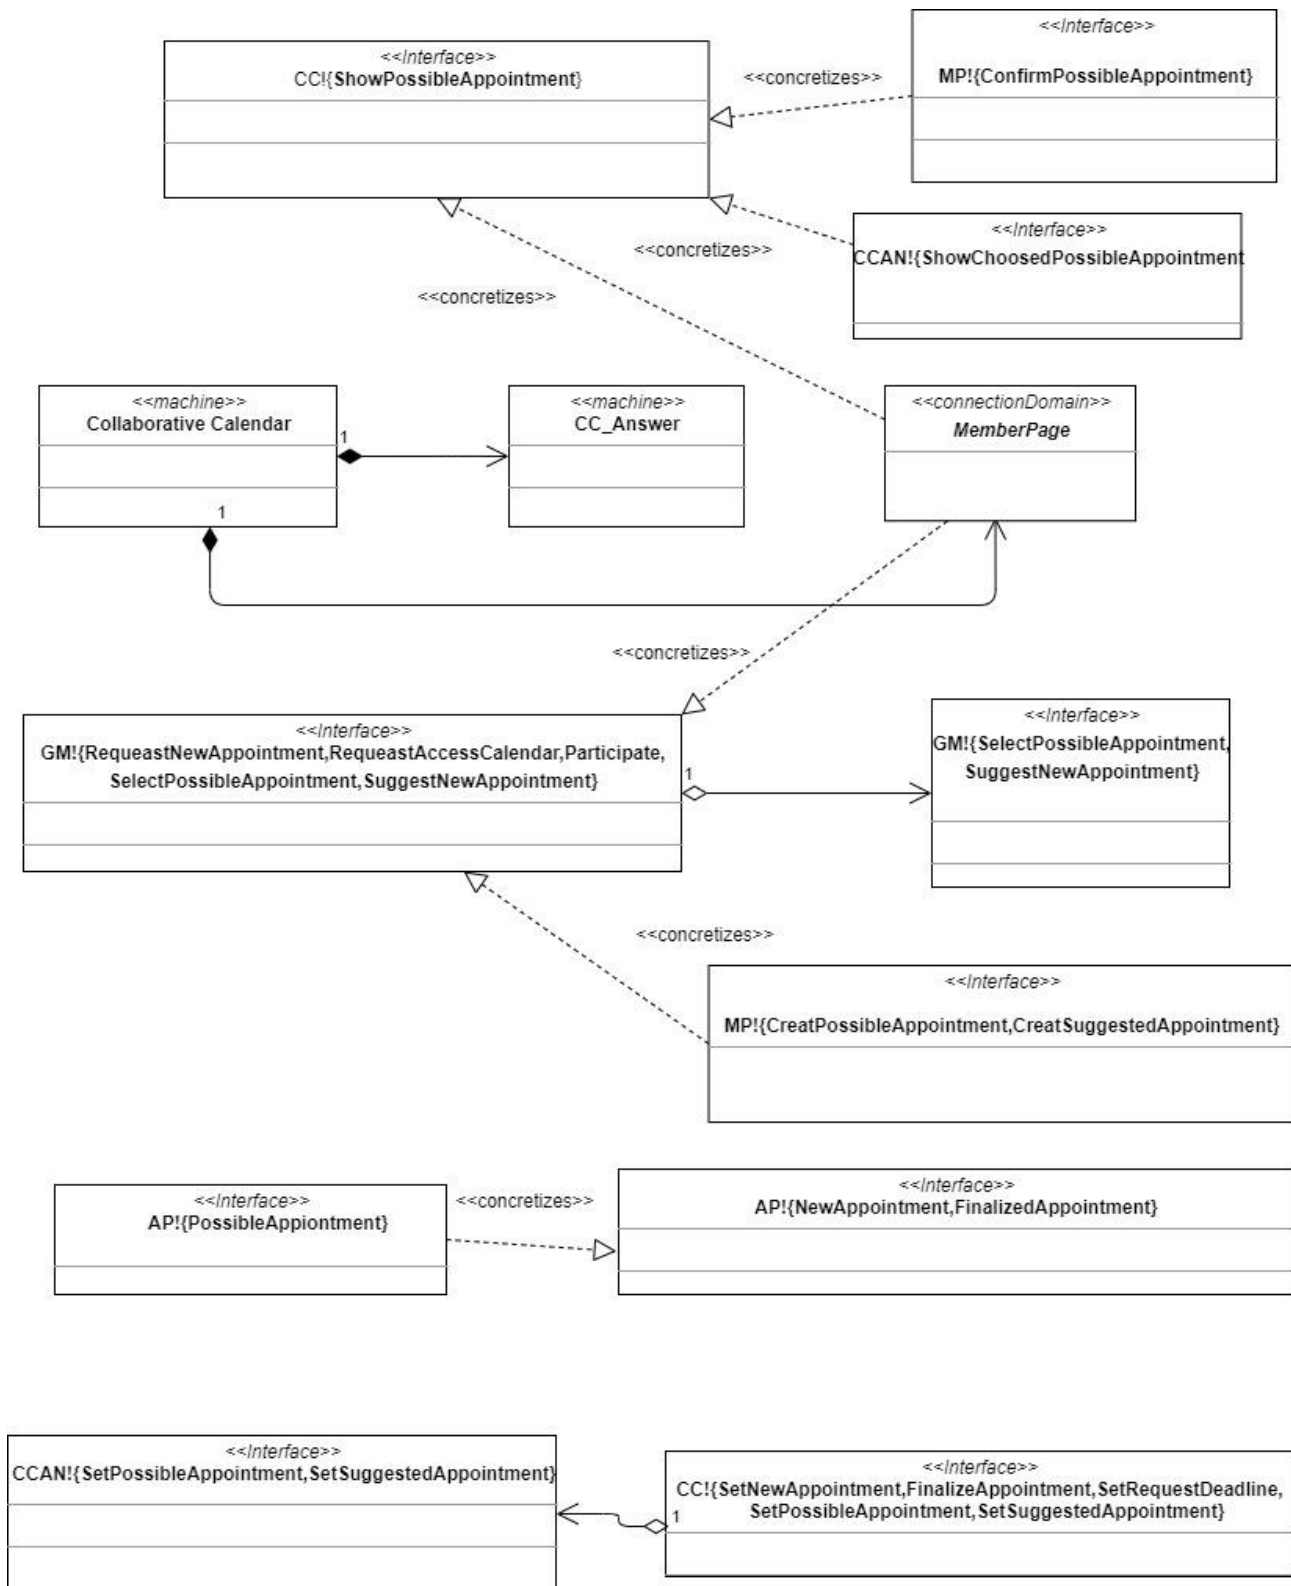 <<Interface>>
CC!{ShowPossibleAppointment}
<<concretizes>>
<<Interface>>
MP!{ConfirmPossibleAppointment}
<<Interface>>
CCAN!{ShowChoosedPossibleAppointment
<<concretizes>>
<<concretizes>>
<<machine>>
Collaborative Calendar
1
1
<<machine>>
CC_Answer
<<connectionDomain>>
MemberPage
<<concretizes>>
<<Interface>>
GM!{RequeastNewAppointment,RequeastAccessCalendar,Participate,
SelectPossibleAppointment,SuggestNewAppointment}
1
<<Interface>>
GM!{SelectPossibleAppointment,
SuggestNewAppointment}
<<concretizes>>
<<Interface>>
MP!{CreatPossibleAppointment,CreatSuggestedAppointment}
<<Interface>>
AP!{PossibleAppiontment}
<<concretizes>>
<<Interface>>
AP!{NewAppointment,FinalizedAppointment}
<<Interface>>
CCAN!{SetPossibleAppointment,SetSuggestedAppointment}
<<Interface>>
CC!{SetNewAppointment,FinalizeAppointment,SetRequestDeadline,
SetPossibleAppointment,SetSuggestedAppointment}
1